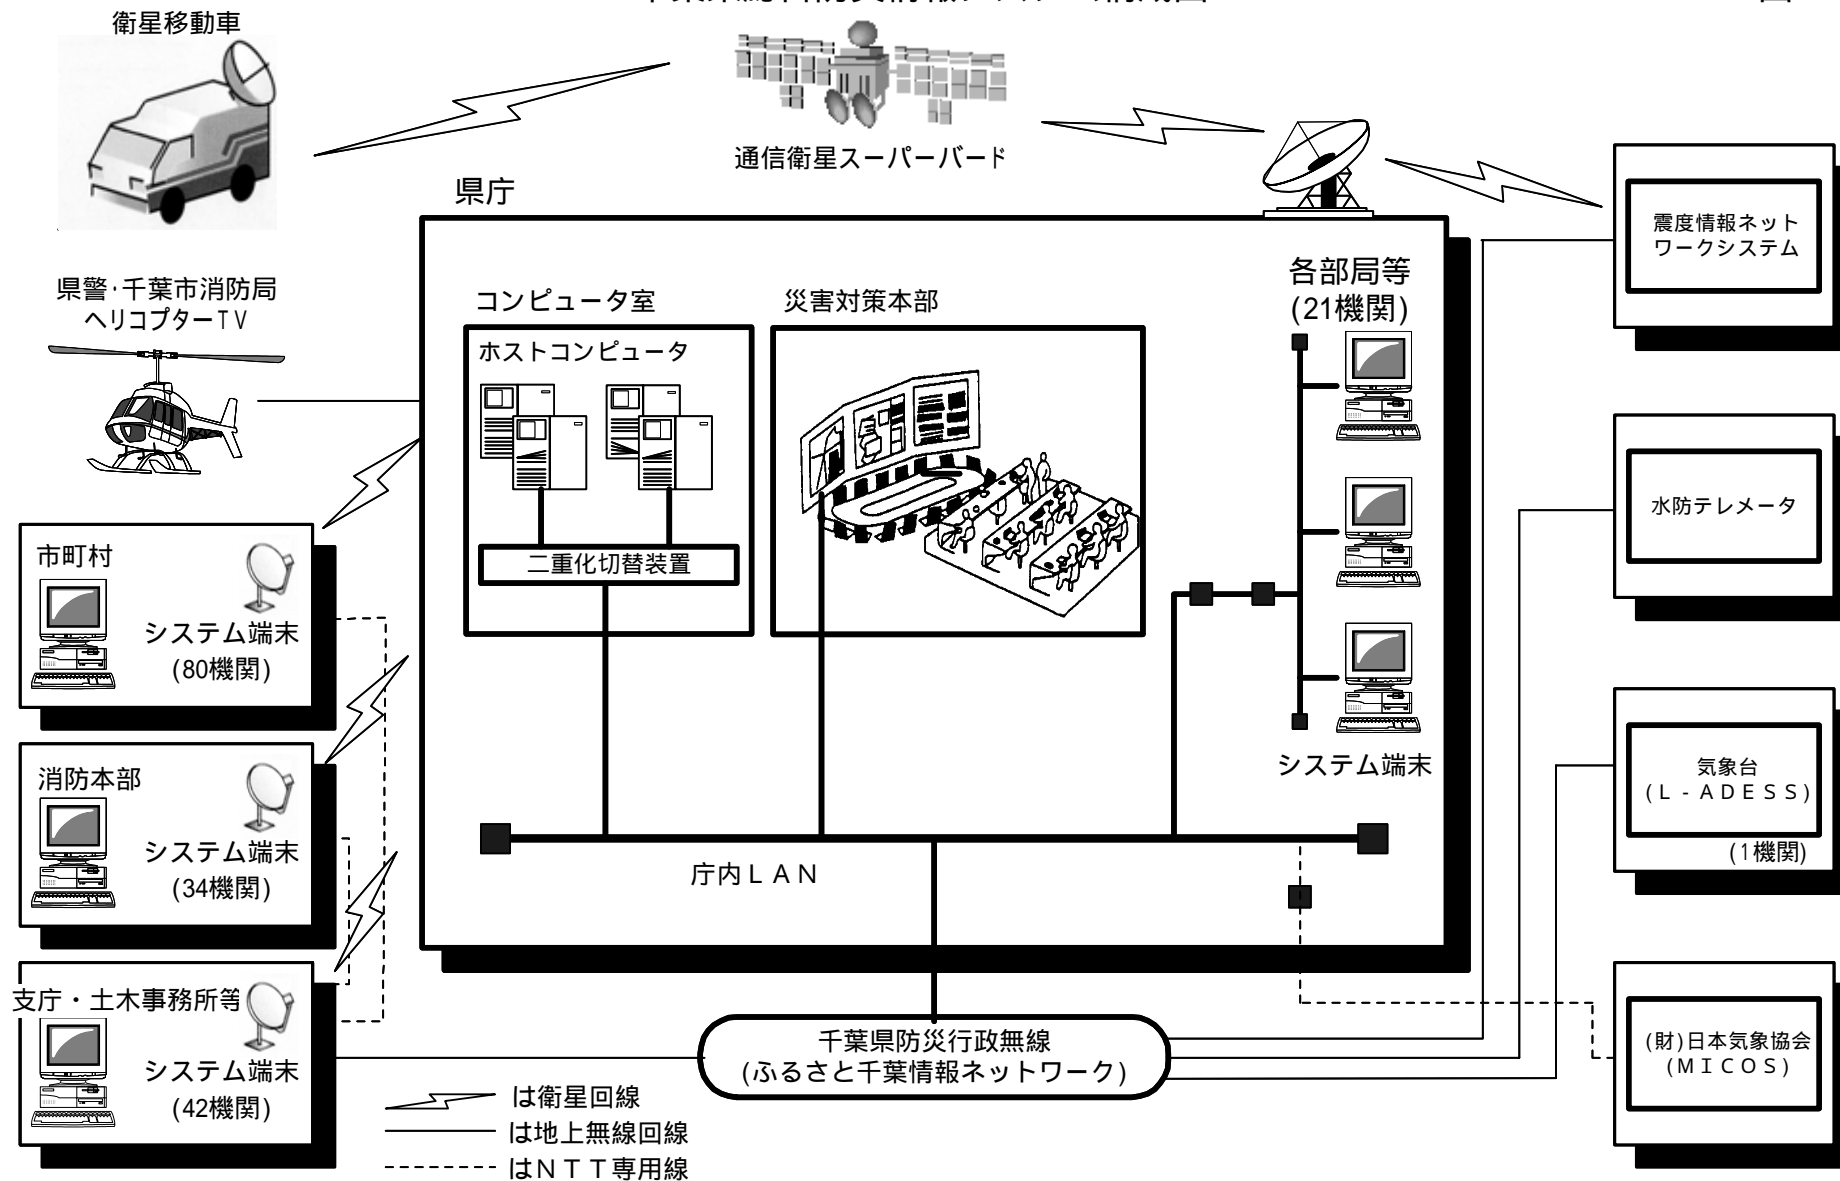 衛星移動車
通信衛星スーパーバード
県庁
震度情報ネット
ワークシステム
県警・千葉市消防局
ヘリコプターTV
コンピュータ室
災害対策本部
各部局等
(21機関)
ホストコンピュータ
二重化切替装置
水防テレメータ
市町村
システム端末
(80機関)
システム端末
気象台
(L-ADESS)
(1機関)
消防本部
システム端末
(34機関)
庁内LAN
支庁・土木事務所等
システム端末
(42機関)
千葉県防災行政無線
(ふるさと千葉情報ネットワーク)
(財)日本気象協会
(MICOS)
は衛星回線
は地上無線回線
はNTT専用線